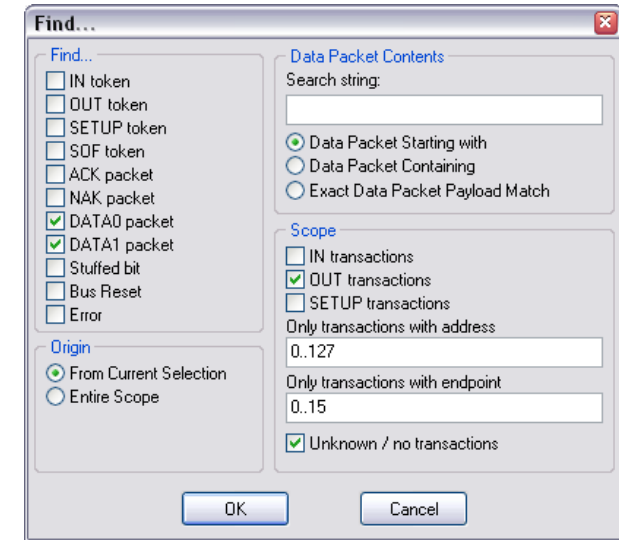 Find...
Find...
IN token
OUT token
SETUP token
SOF token
ACK packet
NAK packet
DATA0 packet
DATA1 packet
Stuffed bit
Bus Reset
Error
Origin
From Current Selection
Entire Scope
Data Packet Contents
Search string:
Data Packet Starting with
Data Packet Containing
Exact Data Packet Payload Match
Scope
IN transactions
OUT transactions
SETUP transactions
Only transactions with address
0..127
Only transactions with endpoint
0..15
Unknown / no transactions
OK
Cancel